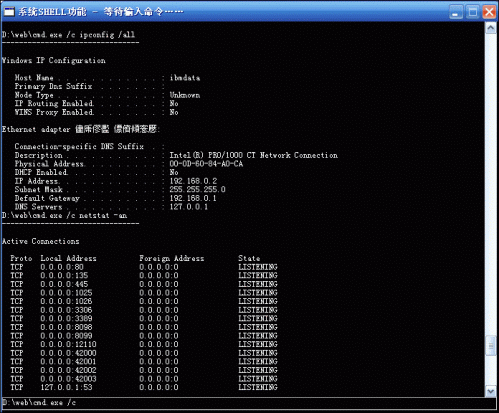 系统SHELL功能 - 等待输入命令……
D:\web\cmd.exe /c ipconfig /all
------------------------------------
Windows IP Configuration
Host Name . . . . . . . . . . . . : ibmdata
Primary Dns Suffix . . . . . . . :
Node Type . . . . . . . . . . . . : Unknown
IP Routing Enabled. . . . . . . . : No
WINS Proxy Enabled. . . . . . . . : No
Ethernet adapter
Connection-specific DNS Suffix . :
Description . . . . . . . . . . . : Intel(R) PRO/1000 CT Network Connection
Physical Address. . . . . . . . . : 00-0D-60-84-A0-CA
DHCP Enabled. . . . . . . . . . . : No
IP Address. . . . . . . . . . . . : 192.168.0.2
Subnet Mask . . . . . . . . . . . : 255.255.255.0
Default Gateway . . . . . . . . . : 192.168.0.1
DNS Servers . . . . . . . . . . . : 127.0.0.1
D:\web\cmd.exe /c netstat -an
------------------------------------
Active Connections
Proto Local Address Foreign Address State
TCP 0.0.0.0:80 0.0.0.0:0 LISTENING
TCP 0.0.0.0:135 0.0.0.0:0 LISTENING
TCP 0.0.0.0:445 0.0.0.0:0 LISTENING
TCP 0.0.0.0:1025 0.0.0.0:0 LISTENING
TCP 0.0.0.0:1026 0.0.0.0:0 LISTENING
TCP 0.0.0.0:3306 0.0.0.0:0 LISTENING
TCP 0.0.0.0:3389 0.0.0.0:0 LISTENING
TCP 0.0.0.0:8098 0.0.0.0:0 LISTENING
TCP 0.0.0.0:8099 0.0.0.0:0 LISTENING
TCP 0.0.0.0:12110 0.0.0.0:0 LISTENING
TCP 0.0.0.0:42000 0.0.0.0:0 LISTENING
TCP 0.0.0.0:42001 0.0.0.0:0 LISTENING
TCP 0.0.0.0:42002 0.0.0.0:0 LISTENING
TCP 0.0.0.0:42003 0.0.0.0:0 LISTENING
TCP 127.0.0.1:53 0.0.0.0:0 LISTENING
D:\web\cmd.exe /c